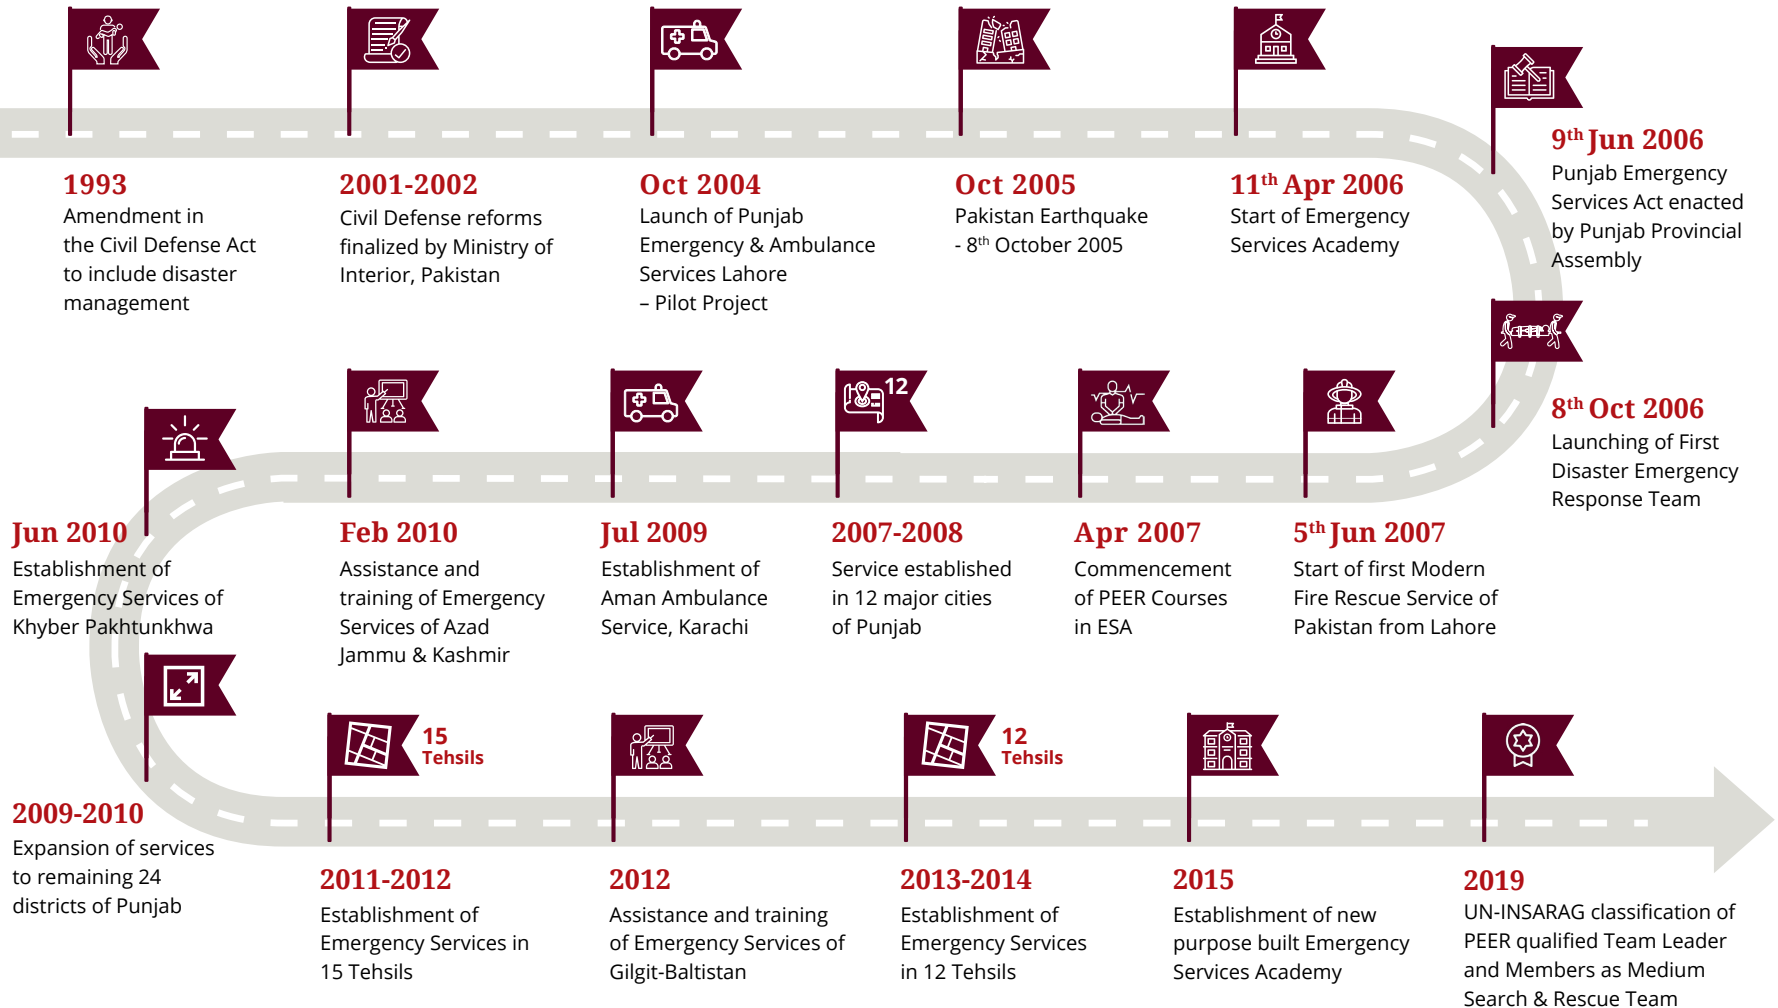 1993
Amendment in
the Civil Defense Act
to include disaster
management
2001-2002
Civil Defense reforms
finalized by Ministry of
Interior, Pakistan
Oct 2004
Launch of Punjab
Emergency & Ambulance
Services Lahore
– Pilot Project
Oct 2005
Pakistan Earthquake
- 8th October 2005
11th Apr 2006
Start of Emergency
Services Academy
9th Jun 2006
Punjab Emergency
Services Act enacted
by Punjab Provincial
Assembly
8th Oct 2006
Launching of First
Disaster Emergency
Response Team
5th Jun 2007
Start of first Modern
Fire Rescue Service of
Pakistan from Lahore
Apr 2007
Commencement
of PEER Courses
in ESA
12
2007-2008
Service established
in 12 major cities
of Punjab
Jul 2009
Establishment of
Aman Ambulance
Service, Karachi
Feb 2010
Assistance and
training of Emergency
Services of Azad
Jammu & Kashmir
Jun 2010
Establishment of
Emergency Services of
Khyber Pakhtunkhwa
2009-2010
Expansion of services
to remaining 24
districts of Punjab
15
Tehsils
2011-2012
Establishment of
Emergency Services in
15 Tehsils
2012
Assistance and training
of Emergency Services of
Gilgit-Baltistan
12
Tehsils
2013-2014
Establishment of
Emergency Services
in 12 Tehsils
2015
Establishment of new
purpose built Emergency
Services Academy
2019
UN-INSARAG classification of
PEER qualified Team Leader
and Members as Medium
Search & Rescue Team